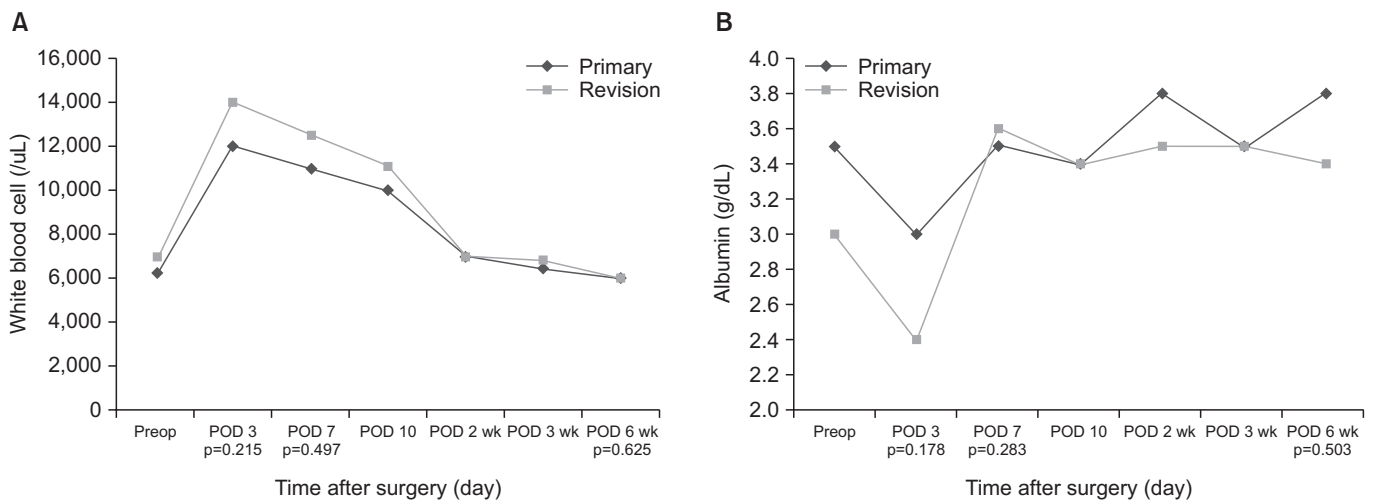 A
16,000
14,000
12,000
10,000
8,000
6,000
4,000
2,000
0
White blood cell (/uL)
Primary
Revision
Preop POD 3 POD 7 POD 10 POD 2 wk POD 3 wk POD 6 wk
p=0.215 p=0.497 p=0.625
Time after surgery (day)
B
4.0
3.8
3.6
3.4
3.2
3.0
2.8
2.6
2.4
2.2
2.0
Albumin (g/dL)
Primary
Revision
Preop POD 3 POD 7 POD 10 POD 2 wk POD 3 wk POD 6 wk
p=0.178 p=0.283 p=0.503
Time after surgery (day)